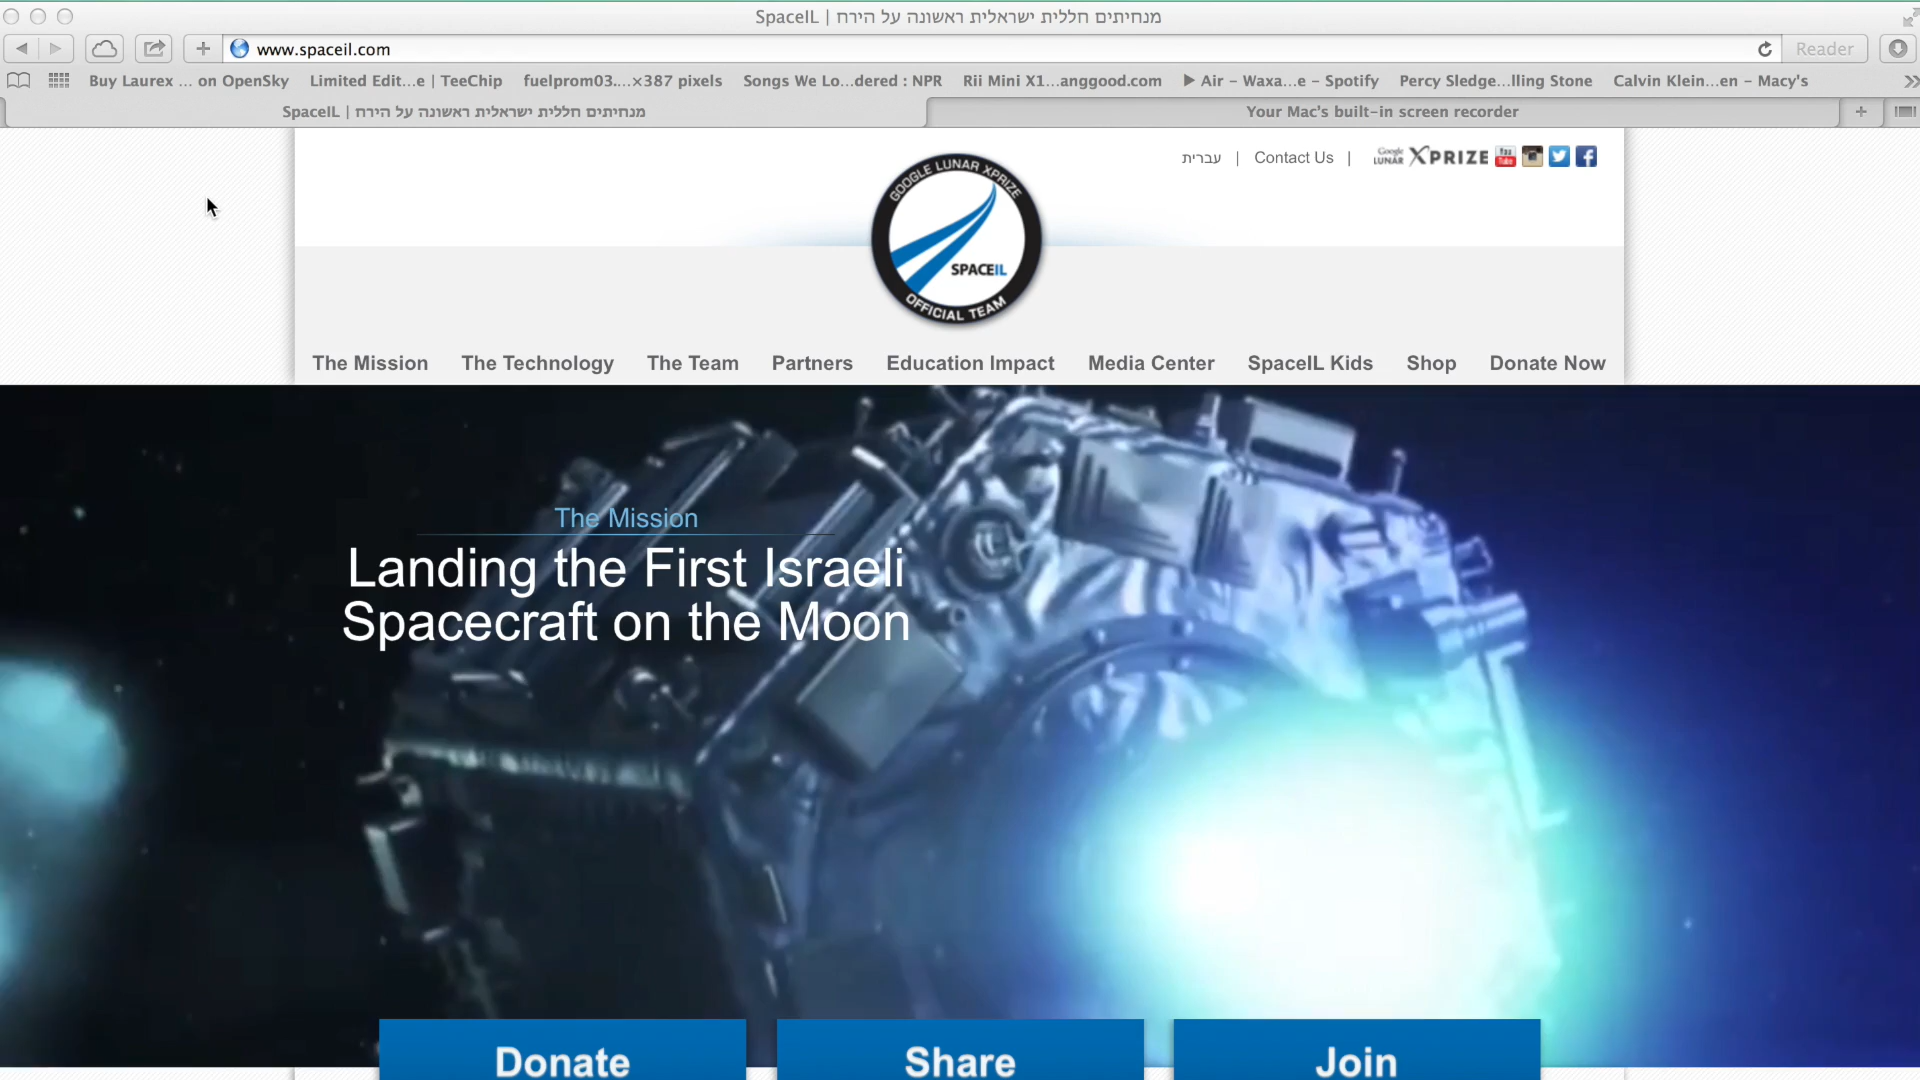 SpaceIL | מנחיתים חללית ישראלית ראשונה על הירח
www.spaceil.com
Reader
Buy Laurex ... on OpenSky
Limited Edit...e | TeeChip
fuelprom03....×387 pixels
Songs We Lo...dered : NPR
Rii Mini X1...anggood.com
▶ Air – Waxa...e – Spotify
Percy Sledge...lling Stone
Calvin Klein...en – Macy's
SpaceIL | מנחיתים חללית ישראלית ראשונה על הירח
Your Mac's built-in screen recorder
עברית | Contact Us |
Google LUNAR XPRIZE
You Tube
GOOGLE LUNAR XPRIZE
SPACEIL
OFFICIAL TEAM
The Mission
The Technology
The Team
Partners
Education Impact
Media Center
SpaceIL Kids
Shop
Donate Now
The Mission
Landing the First Israeli
Spacecraft on the Moon
Donate
Share
Join